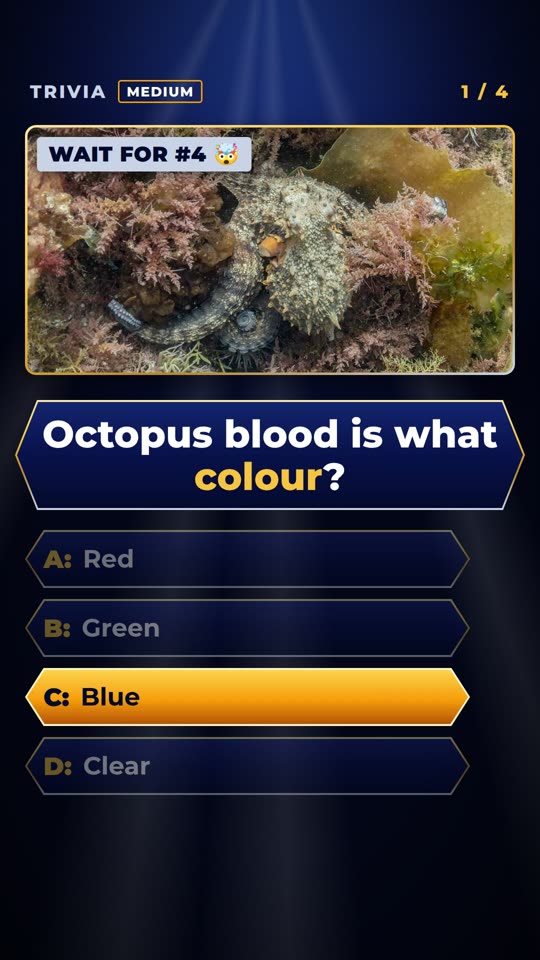 TRIVIA MEDIUM 1 / 4
WAIT FOR #4 🤯
Octopus blood is what
colour?
A: Red
B: Green
C: Blue
D: Clear